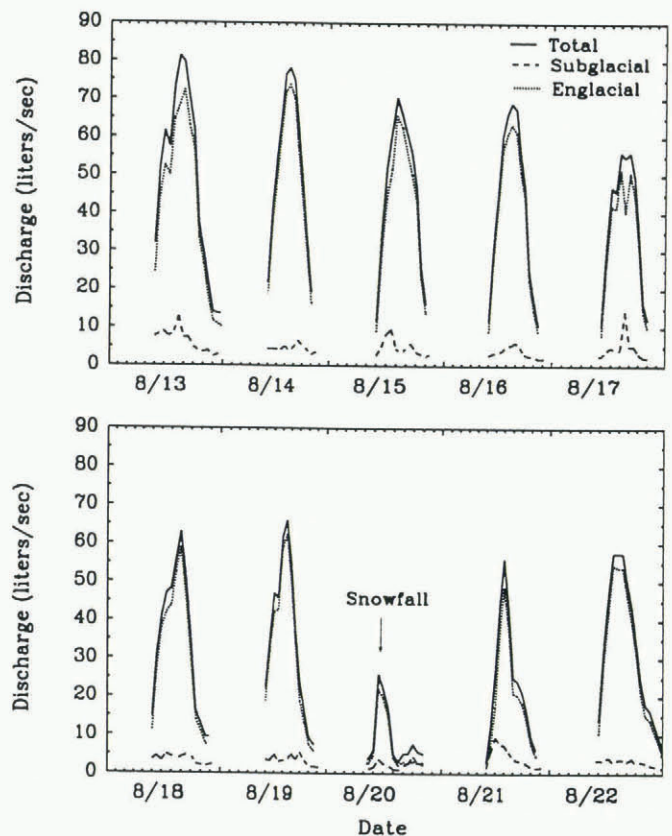 90
80
70
60
50
40
30
20
10
0
Discharge (liters/sec)
Total
Subglacial
Englacial
8/13 8/14 8/15 8/16 8/17
90
80
70
60
50
40
30
20
10
0
Discharge (liters/sec)
Snowfall
8/18 8/19 8/20 8/21 8/22
Date